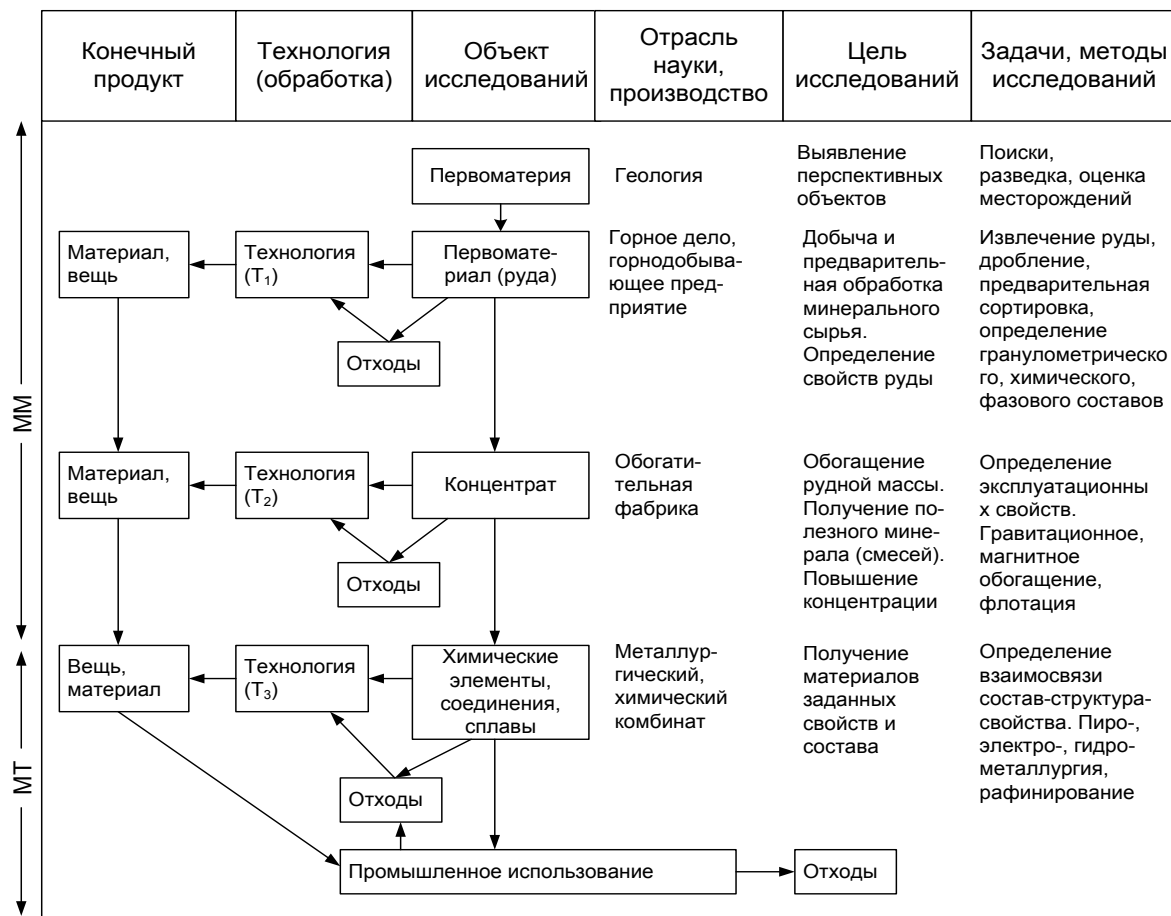 Конечный
продукт
Технология
(обработка)
Объект
исследований
Отрасль
науки,
производство
Цель
исследований
Задачи, методы
исследований
ММ
МТ
Первоматерия
Геология
Выявление
перспективных
объектов
Поиски,
разведка, оценка
месторождений
Материал,
вещь
Технология
(Т₁)
Первомате-
риал (руда)
Отходы
Горное дело,
горнодобыва-
ющее пред-
приятие
Добыча и
предваритель-
ная обработка
минерального
сырья.
Определение
свойств руды
Извлечение руды,
дробление,
предварительная
сортировка,
определение
гранулометрическо
го, химического,
фазового составов
Материал,
вещь
Технология
(Т₂)
Концентрат
Отходы
Обогати-
тельная
фабрика
Обогащение
рудной массы.
Получение по-
лезного мине-
рала (смесей).
Повышение
концентрации
Определение
эксплуатационны
х свойств.
Гравитационное,
магнитное
обогащение,
флотация
Вещь,
материал
Технология
(Т₃)
Химические
элементы,
соединения,
сплавы
Отходы
Металлур-
гический,
химический
комбинат
Получение
материалов
заданных
свойств и
состава
Определение
взаимосвязи
состав-структура-
свойства. Пиро-,
электро-, гидро-
металлургия,
рафинирование
Промышленное использование
Отходы